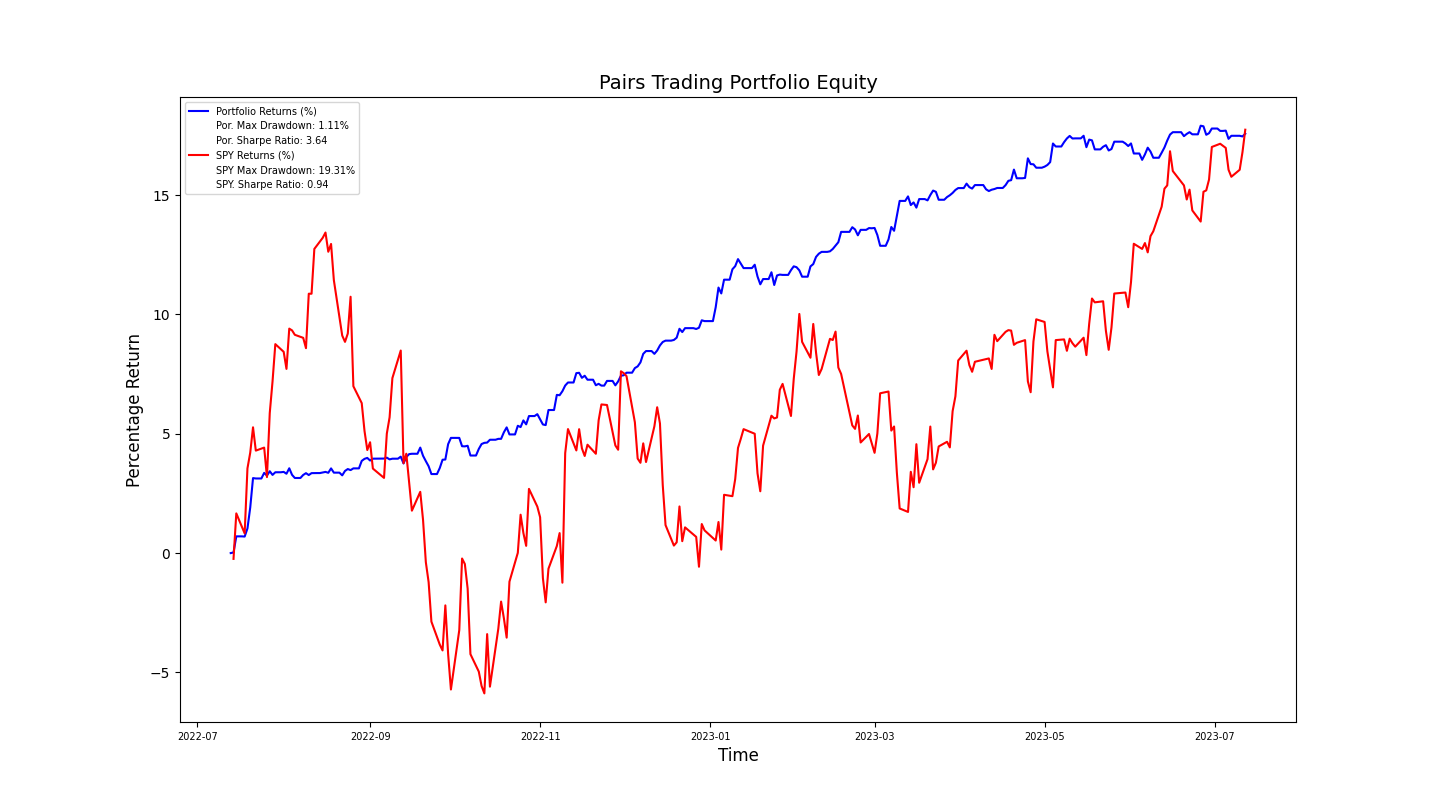 Pairs Trading Portfolio Equity
Portfolio Returns (%)
Por. Max Drawdown: 1.11%
Por. Sharpe Ratio: 3.64
SPY Returns (%)
SPY Max Drawdown: 19.31%
SPY. Sharpe Ratio: 0.94
Percentage Return
15
10
5
0
−5
2022-07 2022-09 2022-11 2023-01 2023-03 2023-05 2023-07
Time